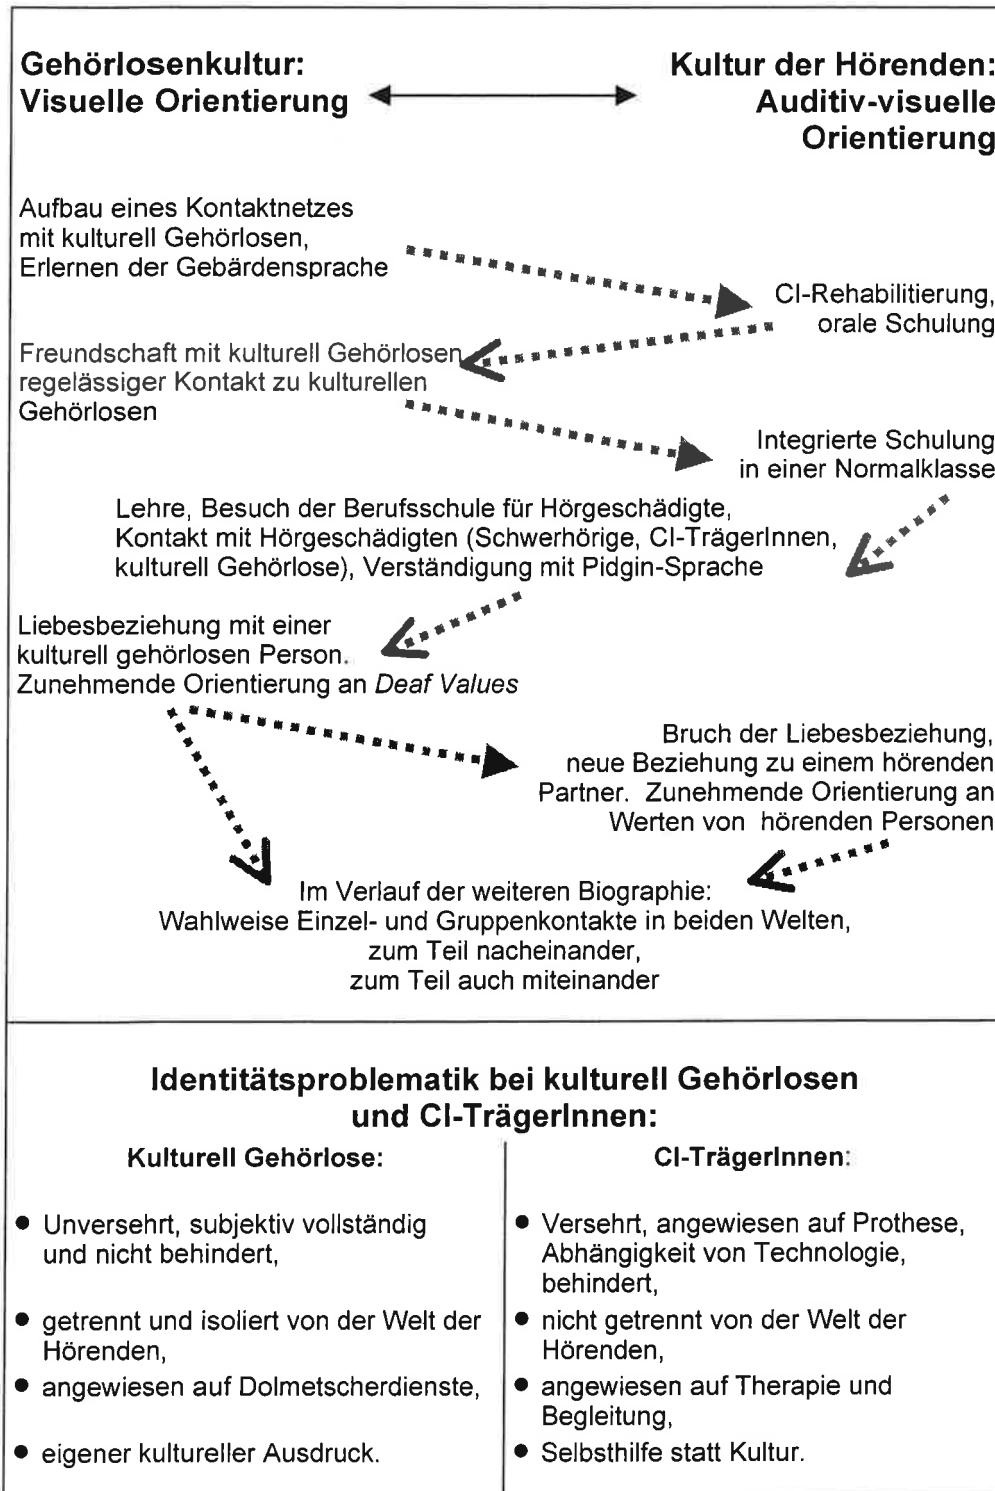 Gehörlosenkultur:
Visuelle Orientierung
Kultur der Hörenden:
Auditiv-visuelle
Orientierung
Aufbau eines Kontaktnetzes
mit kulturell Gehörlosen,
Erlernen der Gebärdensprache
CI-Rehabilitierung,
orale Schulung
Freundschaft mit kulturell Gehörlosen,
regelässiger Kontakt zu kulturellen
Gehörlosen
Integrierte Schulung
in einer Normalklasse
Lehre, Besuch der Berufsschule für Hörgeschädigte,
Kontakt mit Hörgeschädigten (Schwerhörige, CI-TrägerInnen,
kulturell Gehörlose), Verständigung mit Pidgin-Sprache
Liebesbeziehung mit einer
kulturell gehörlosen Person.
Zunehmende Orientierung an Deaf Values
Bruch der Liebesbeziehung,
neue Beziehung zu einem hörenden
Partner. Zunehmende Orientierung an
Werten von hörenden Personen
Im Verlauf der weiteren Biographie:
Wahlweise Einzel- und Gruppenkontakte in beiden Welten,
zum Teil nacheinander,
zum Teil auch miteinander
Identitätsproblematik bei kulturell Gehörlosen
und CI-TrägerInnen:
Kulturell Gehörlose:
• Unversehrt, subjektiv vollständig
und nicht behindert,
• getrennt und isoliert von der Welt der
Hörenden,
• angewiesen auf Dolmetscherdienste,
• eigener kultureller Ausdruck.
CI-TrägerInnen:
• Versehrt, angewiesen auf Prothese,
Abhängigkeit von Technologie,
behindert,
• nicht getrennt von der Welt der
Hörenden,
• angewiesen auf Therapie und
Begleitung,
• Selbsthilfe statt Kultur.